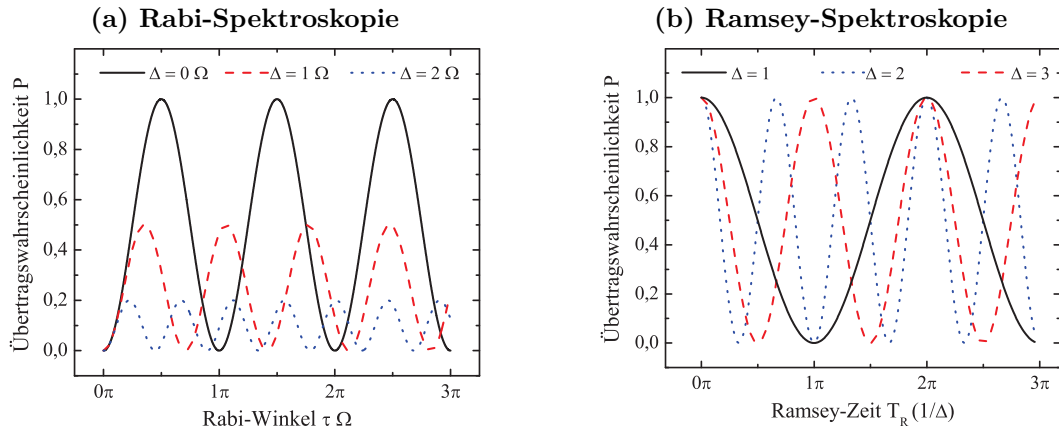 (a) Rabi-Spektroskopie
Δ = 0 Ω Δ = 1 Ω Δ = 2 Ω
Übertragswahrscheinlichkeit P
1,0
0,8
0,6
0,4
0,2
0,0
0π 1π 2π 3π
Rabi-Winkel τ Ω
(b) Ramsey-Spektroskopie
Δ = 1 Δ = 2 Δ = 3
Übertragswahrscheinlichkeit P
1,0
0,8
0,6
0,4
0,2
0,0
0π 1π 2π 3π
Ramsey-Zeit T_R (1/Δ)